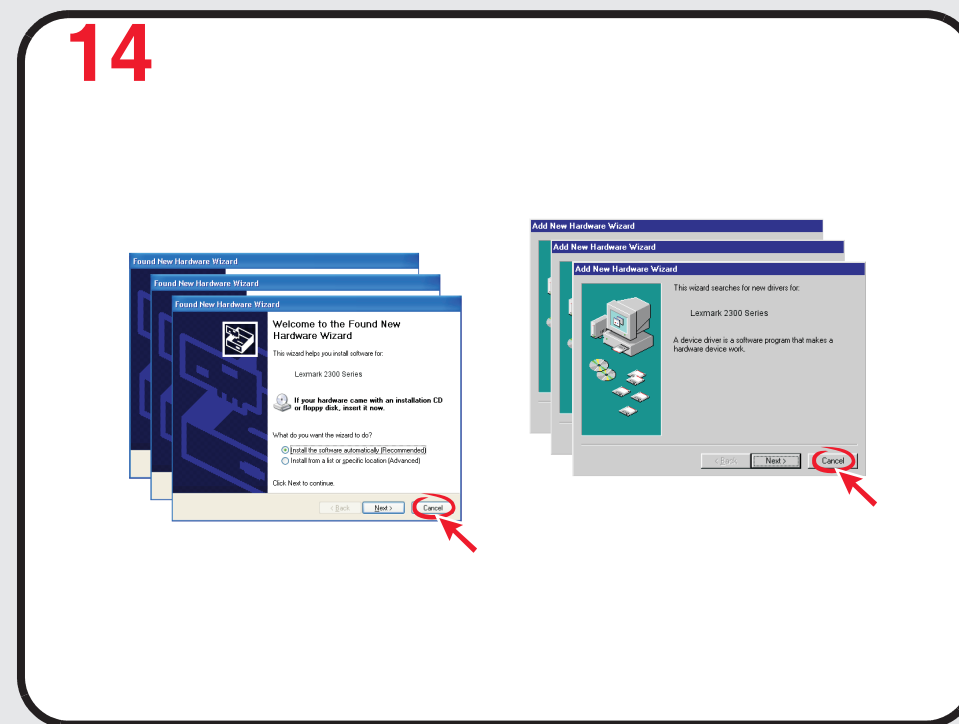 14
Found New Hardware Wizard
Found New Hardware Wizard
Found New Hardware Wizard
Welcome to the Found New
Hardware Wizard
This wizard helps you install software for:
Lexmark 2300 Series
If your hardware came with an installation CD
or floppy disk, insert it now.
What do you want the wizard to do?
Install the software automatically (Recommended)
Install from a list or specific location (Advanced)
Click Next to continue.
< Back Next > Cancel
Add New Hardware Wizard
Add New Hardware Wizard
Add New Hardware Wizard
This wizard searches for new drivers for:
Lexmark 2300 Series
A device driver is a software program that makes a
hardware device work.
< Back Next > Cancel